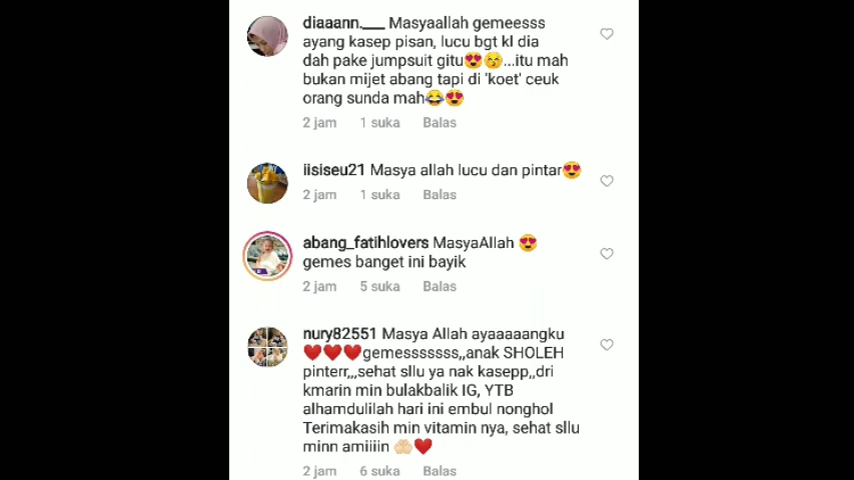 diaaann.___ Masyaallah gemeesss
ayang kasep pisan, lucu bgt kl dia
dah pake jumpsuit gitu😍😚...itu mah
bukan mijet abang tapi di 'koet' ceuk
orang sunda mah😂😍
2 jam 1 suka Balas
iisiseu21 Masya allah lucu dan pintar😍
2 jam 1 suka Balas
abang_fatihlovers MasyaAllah 😍
gemes banget ini bayik
2 jam 5 suka Balas
nury82551 Masya Allah ayaaaaangku
❤️❤️❤️gemesssssss,,anak SHOLEH
pinterr,,,sehat sllu ya nak kasepp,,dri
kmarin min bulakbalik IG, YTB
alhamdulilah hari ini embul nonghol
Terimakasih min vitamin nya, sehat sllu
minn amiiiin 🤲🏻❤️
2 jam 6 suka Balas